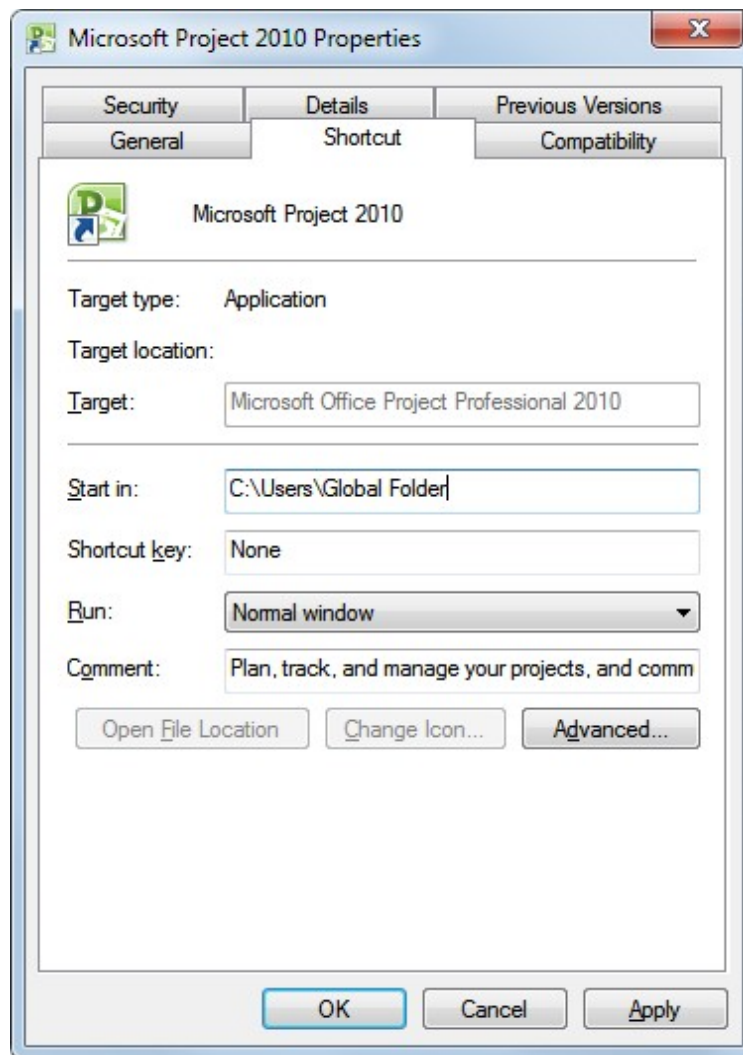 Microsoft Project 2010 Properties
Security Details Previous Versions
General Shortcut Compatibility
Microsoft Project 2010
Target type: Application
Target location:
Target: Microsoft Office Project Professional 2010
Start in: C:\Users\Global Folder
Shortcut key: None
Run: Normal window
Comment: Plan, track, and manage your projects, and comm
Open File Location Change Icon... Advanced...
OK Cancel Apply